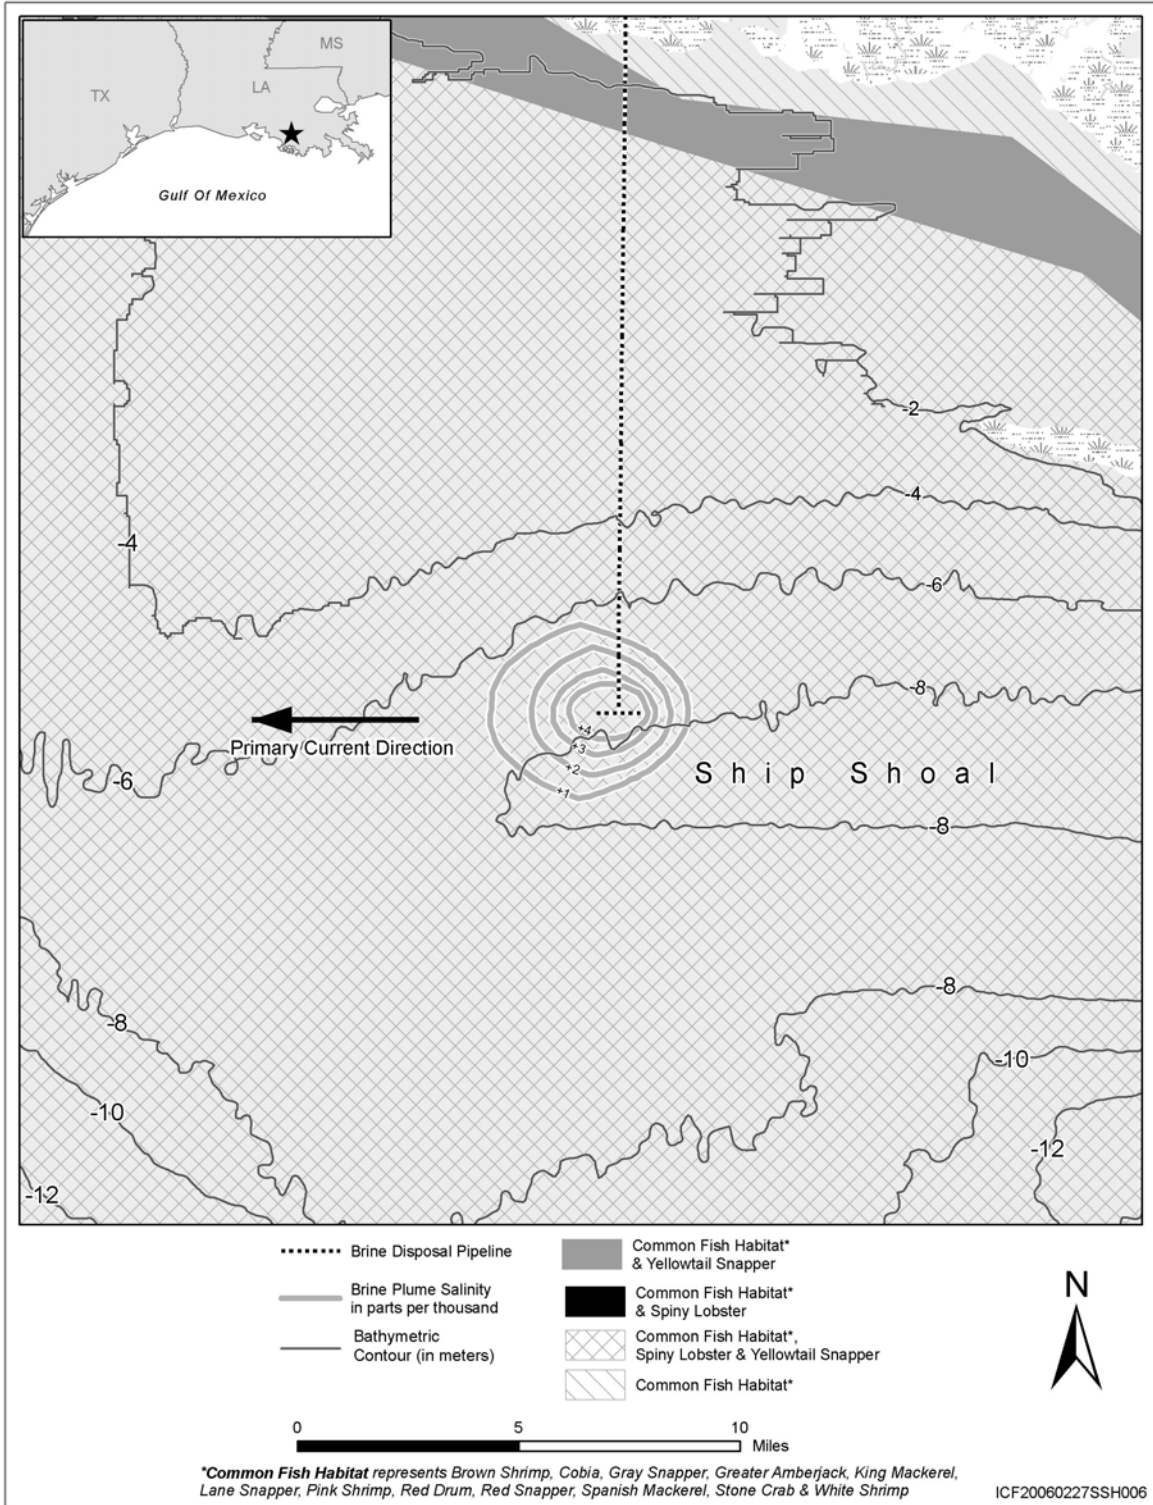 MS
TX
LA
Gulf Of Mexico
-2
-4
-4
-6
-8
Primary Current Direction
+4
+3
+2
+1
Ship Shoal
-6
-8
-8
-8
-10
-10
-12
-12
Brine Disposal Pipeline
Brine Plume Salinity
in parts per thousand
Bathymetric
Contour (in meters)
Common Fish Habitat*
& Yellowtail Snapper
Common Fish Habitat*
& Spiny Lobster
Common Fish Habitat*,
Spiny Lobster & Yellowtail Snapper
Common Fish Habitat*
N
0 5 10
Miles
*Common Fish Habitat represents Brown Shrimp, Cobia, Gray Snapper, Greater Amberjack, King Mackerel,
Lane Snapper, Pink Shrimp, Red Drum, Red Snapper, Spanish Mackerel, Stone Crab & White Shrimp
ICF20060227SSH006